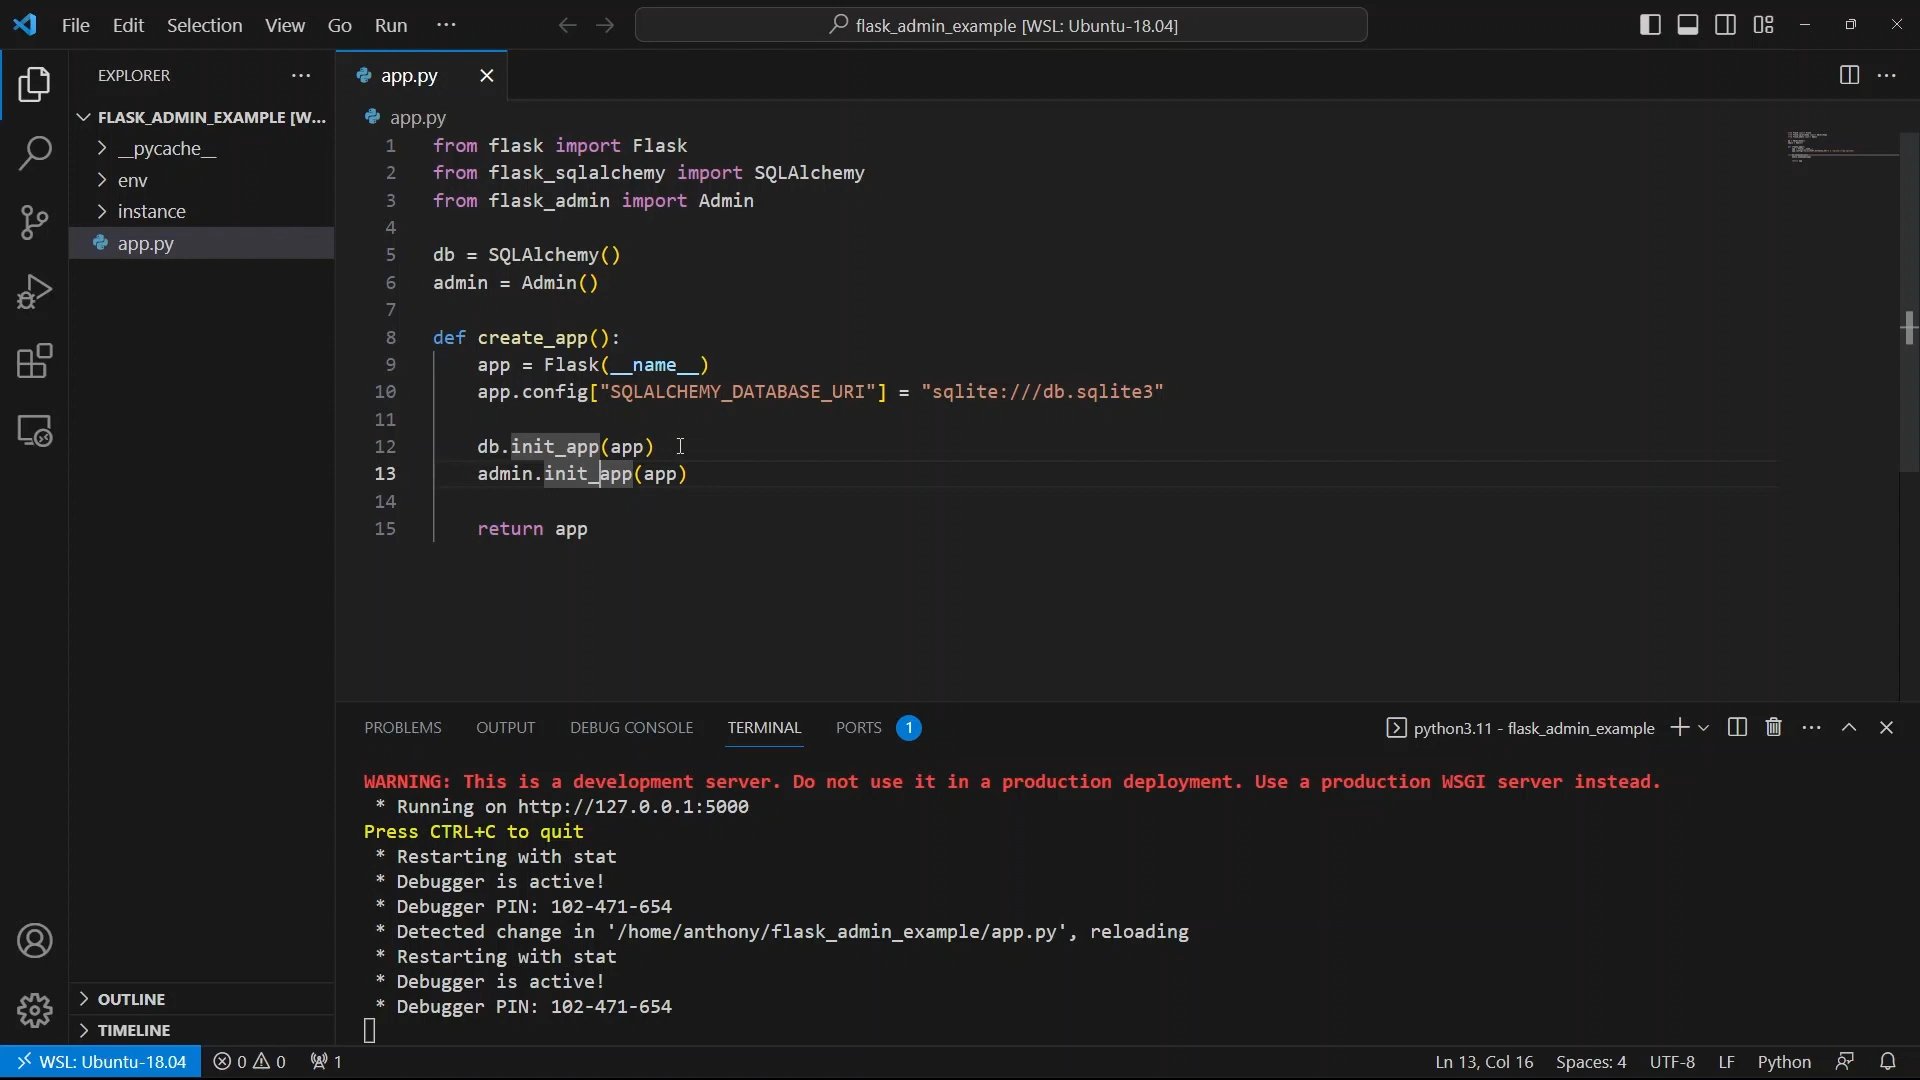 File Edit Selection View Go Run ···
flask_admin_example [WSL: Ubuntu-18.04]
EXPLORER
FLASK_ADMIN_EXAMPLE [W...
__pycache__
env
instance
app.py
OUTLINE
TIMELINE
app.py
app.py
1 from flask import Flask
2 from flask_sqlalchemy import SQLAlchemy
3 from flask_admin import Admin
4
5 db = SQLAlchemy()
6 admin = Admin()
7
8 def create_app():
9     app = Flask(__name__)
10     app.config["SQLALCHEMY_DATABASE_URI"] = "sqlite:///db.sqlite3"
11
12     db.init_app(app)
13     admin.init_app(app)
14
15     return app
PROBLEMS OUTPUT DEBUG CONSOLE TERMINAL PORTS 1
python3.11 - flask_admin_example
WARNING: This is a development server. Do not use it in a production deployment. Use a production WSGI server instead.
 * Running on http://127.0.0.1:5000
Press CTRL+C to quit
 * Restarting with stat
 * Debugger is active!
 * Debugger PIN: 102-471-654
 * Detected change in '/home/anthony/flask_admin_example/app.py', reloading
 * Restarting with stat
 * Debugger is active!
 * Debugger PIN: 102-471-654
WSL: Ubuntu-18.04 0 0 1
Ln 13, Col 16 Spaces: 4 UTF-8 LF Python